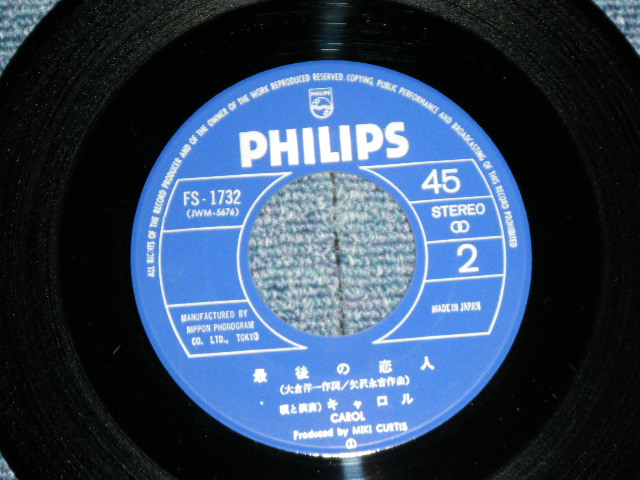 ALL RIGHTS OF THE RECORD PRODUCER AND OF THE OWNER OF THE WORK REPRODUCED RESERVED. COPYING, PUBLIC PERFORMANCE AND BROADCASTING OF THIS RECORD PROHIBITED
PHILIPS
PHILIPS
FS-1732
(JWM-5676)
45
STEREO
2
MANUFACTURED BY
NIPPON PHONOGRAM
CO. LTD., TOKYO
MADE IN JAPAN
最後の恋人
(大倉洋一作詞/矢沢永吉作曲)
(唄と演奏) キャロル
CAROL
Produced by MIKI CURTIS